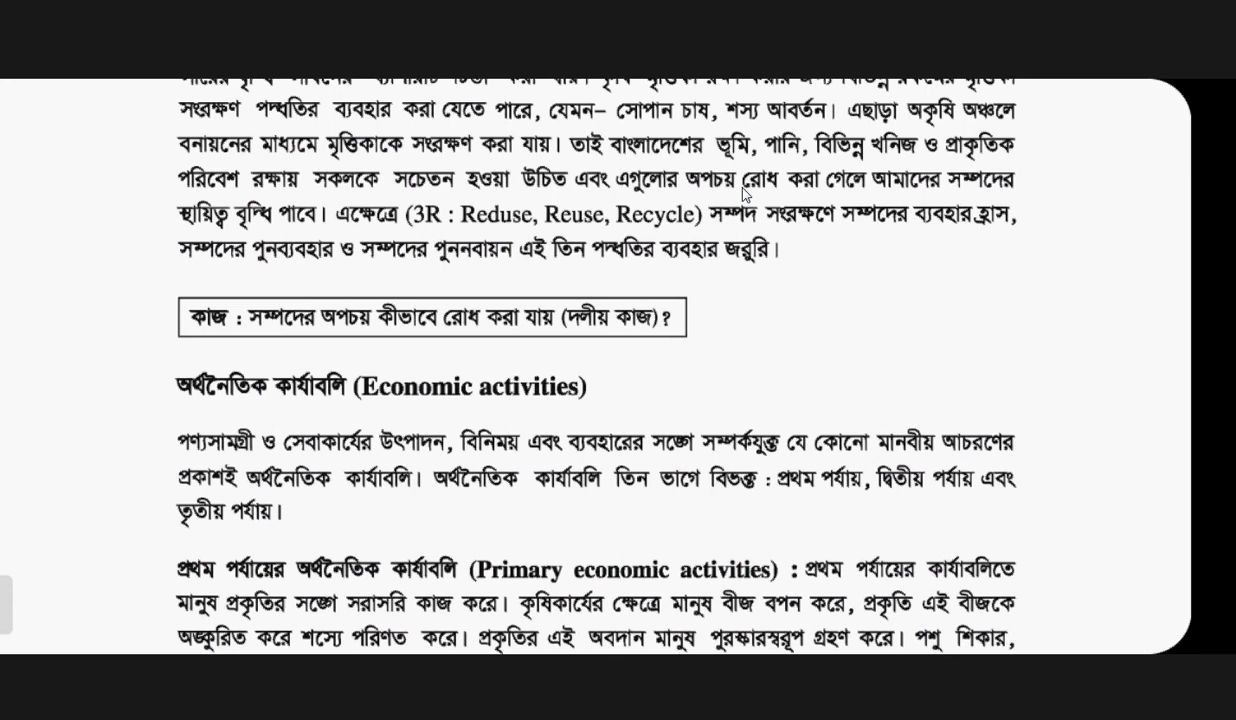 সংরক্ষণ পদ্ধতির ব্যবহার করা যেতে পারে, যেমন– সোপান চাষ, শস্য আবর্তন। এছাড়া অকৃষি অঞ্চলে
বনায়নের মাধ্যমে মৃত্তিকাকে সংরক্ষণ করা যায়। তাই বাংলাদেশের ভূমি, পানি, বিভিন্ন খনিজ ও প্রাকৃতিক
পরিবেশ রক্ষায় সকলকে সচেতন হওয়া উচিত এবং এগুলোর অপচয় রোধ করা গেলে আমাদের সম্পদের
স্থায়িত্ব বৃদ্ধি পাবে। এক্ষেত্রে (3R : Reduse, Reuse, Recycle) সম্পদ সংরক্ষণে সম্পদের ব্যবহার হ্রাস,
সম্পদের পুনব্যবহার ও সম্পদের পুননবায়ন এই তিন পদ্ধতির ব্যবহার জরুরি।
কাজ : সম্পদের অপচয় কীভাবে রোধ করা যায় (দলীয় কাজ)?
অর্থনৈতিক কার্যাবলি (Economic activities)
পণ্যসামগ্রী ও সেবাকার্যের উৎপাদন, বিনিময় এবং ব্যবহারের সঙ্গে সম্পর্কযুক্ত যে কোনো মানবীয় আচরণের
প্রকাশই অর্থনৈতিক কার্যাবলি। অর্থনৈতিক কার্যাবলি তিন ভাগে বিভক্ত : প্রথম পর্যায়, দ্বিতীয় পর্যায় এবং
তৃতীয় পর্যায়।
প্রথম পর্যায়ের অর্থনৈতিক কার্যাবলি (Primary economic activities) : প্রথম পর্যায়ের কার্যাবলিতে
মানুষ প্রকৃতির সঙ্গে সরাসরি কাজ করে। কৃষিকার্যের ক্ষেত্রে মানুষ বীজ বপন করে, প্রকৃতি এই বীজকে
অঙ্কুরিত করে শস্যে পরিণত করে। প্রকৃতির এই অবদান মানুষ পুরস্কারস্বরূপ গ্রহণ করে। পশু শিকার,